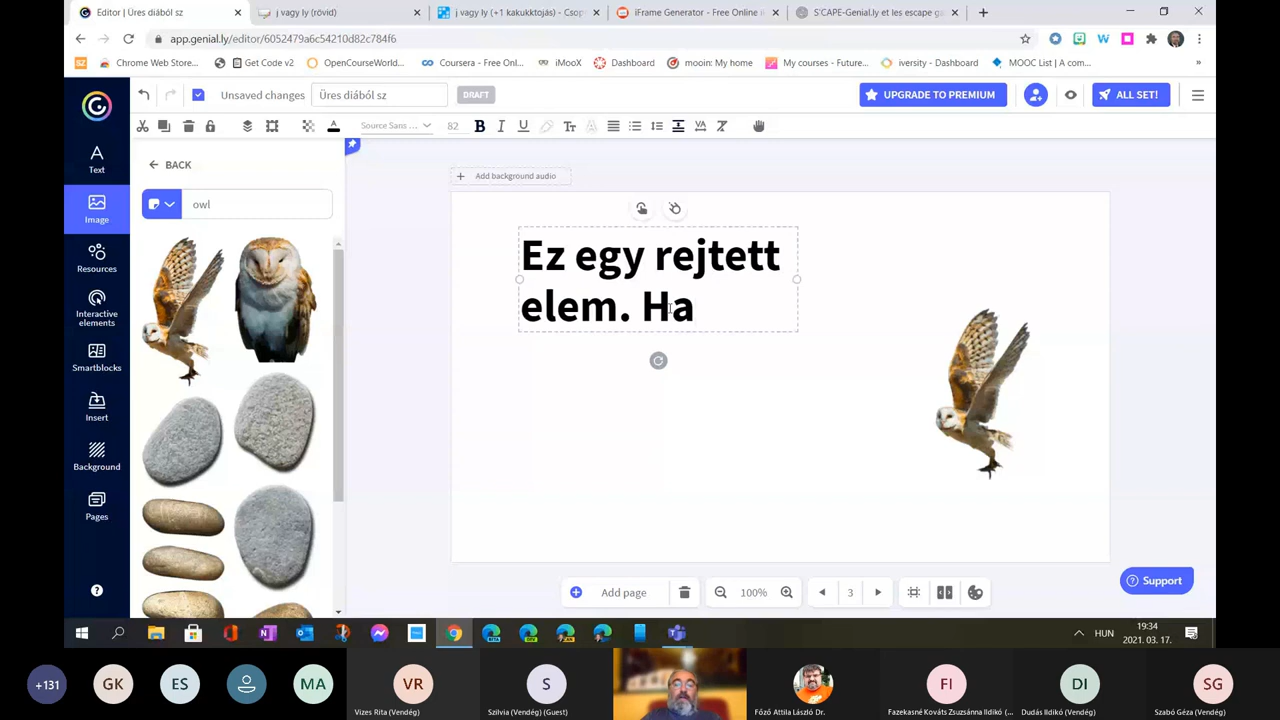 Editor | Üres diából sz
j vagy ly (rövid)
j vagy ly (+1 kakukktojás) - Csop
iFrame Generator - Free Online i
S'CAPE-Genial.ly et les escape ga
app.genial.ly/editor/6052479a6c54210d82c784f6
Chrome Web Store...
Get Code v2
OpenCourseWorld...
Coursera - Free Onl...
iMooX
Dashboard
mooin: My home
My courses - Future...
iversity - Dashboard
MOOC List | A com...
Unsaved changes
Üres diából sz
DRAFT
UPGRADE TO PREMIUM
ALL SET!
Source Sans ...
82
Text
Image
Resources
Interactive
elements
Smartblocks
Insert
Background
Pages
BACK
owl
Add background audio
Ez egy rejtett
elem. Ha
Add page
100%
3
Support
HUN
19:34
2021. 03. 17.
+131
GK
ES
MA
VR
Vizes Rita (Vendég)
S
Szilvia (Vendég) (Guest)
Főző Attila László Dr.
FI
Fazekasné Kováts Zsuzsánna Ildikó (...
DI
Dudás Ildikó (Vendég)
SG
Szabó Géza (Vendég)